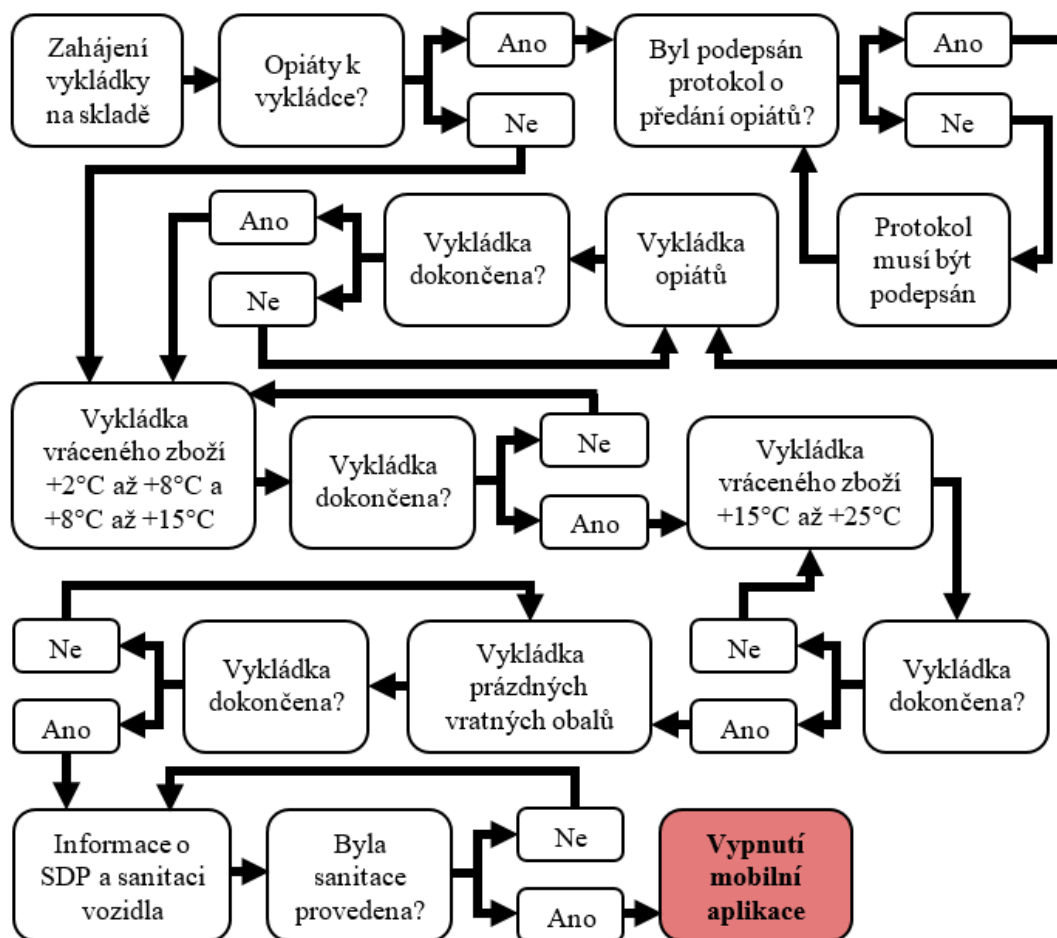 Zahájení
vykládky
na skladě
Opiáty k
vykládce?
Ano
Ne
Byl podepsán
protokol o
předání opiátů?
Ano
Ne
Protokol
musí být
podepsán
Vykládka
opiátů
Vykládka
dokončena?
Ano
Ne
Vykládka
vráceného zboží
+2°C až +8°C a
+8°C až +15°C
Vykládka
dokončena?
Ne
Ano
Vykládka
vráceného zboží
+15°C až +25°C
Vykládka
dokončena?
Ne
Ano
Vykládka
prázdných
vratných obalů
Vykládka
dokončena?
Ne
Ano
Informace o
SDP a sanitaci
vozidla
Byla
sanitace
provedena?
Ne
Ano
Vypnutí
mobilní
aplikace